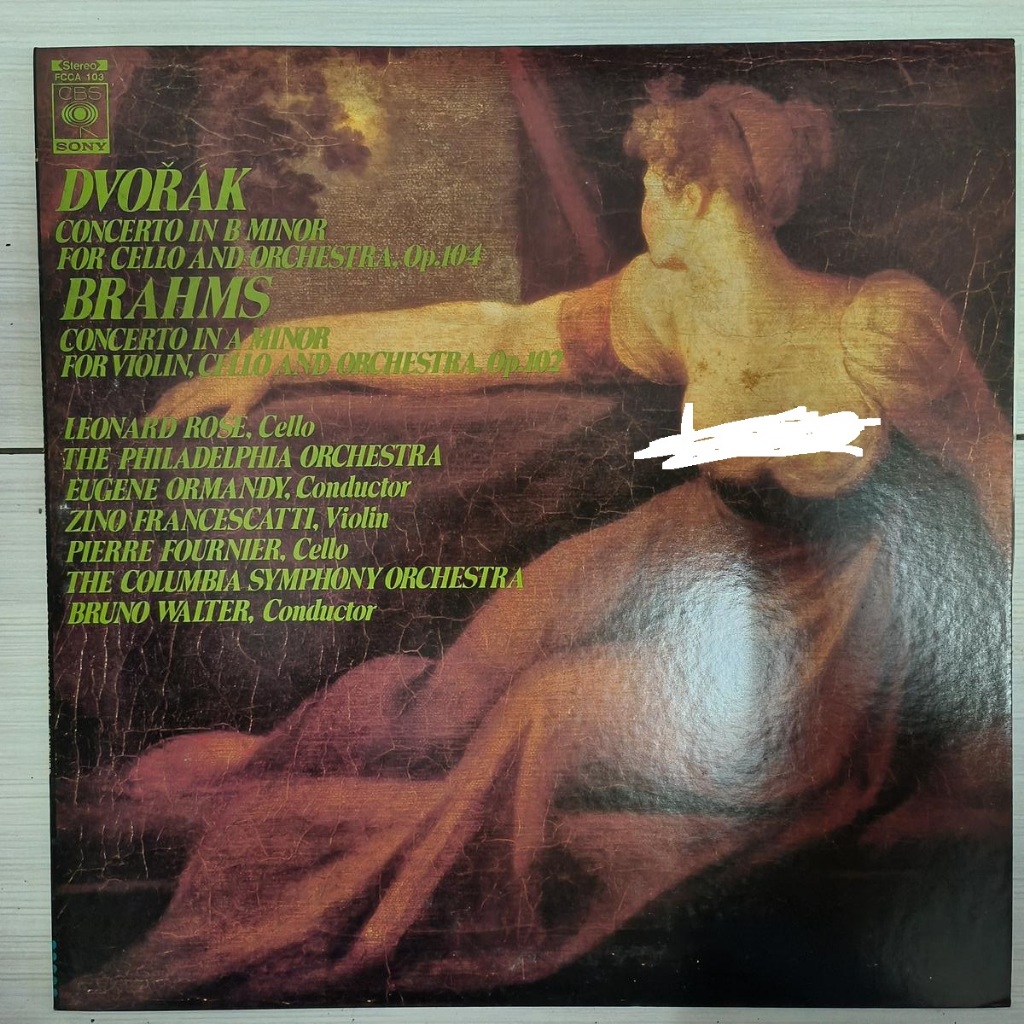 Stereo
FCCA 103
CBS
SONY
DVOŘAK
CONCERTO IN B MINOR
FOR CELLO AND ORCHESTRA, Op.104
BRAHMS
CONCERTO IN A MINOR
FOR VIOLIN, CELLO AND ORCHESTRA, Op.102
LEONARD ROSE, Cello
THE PHILADELPHIA ORCHESTRA
EUGENE ORMANDY, Conductor
ZINO FRANCESCATTI, Violin
PIERRE FOURNIER, Cello
THE COLUMBIA SYMPHONY ORCHESTRA
BRUNO WALTER, Conductor